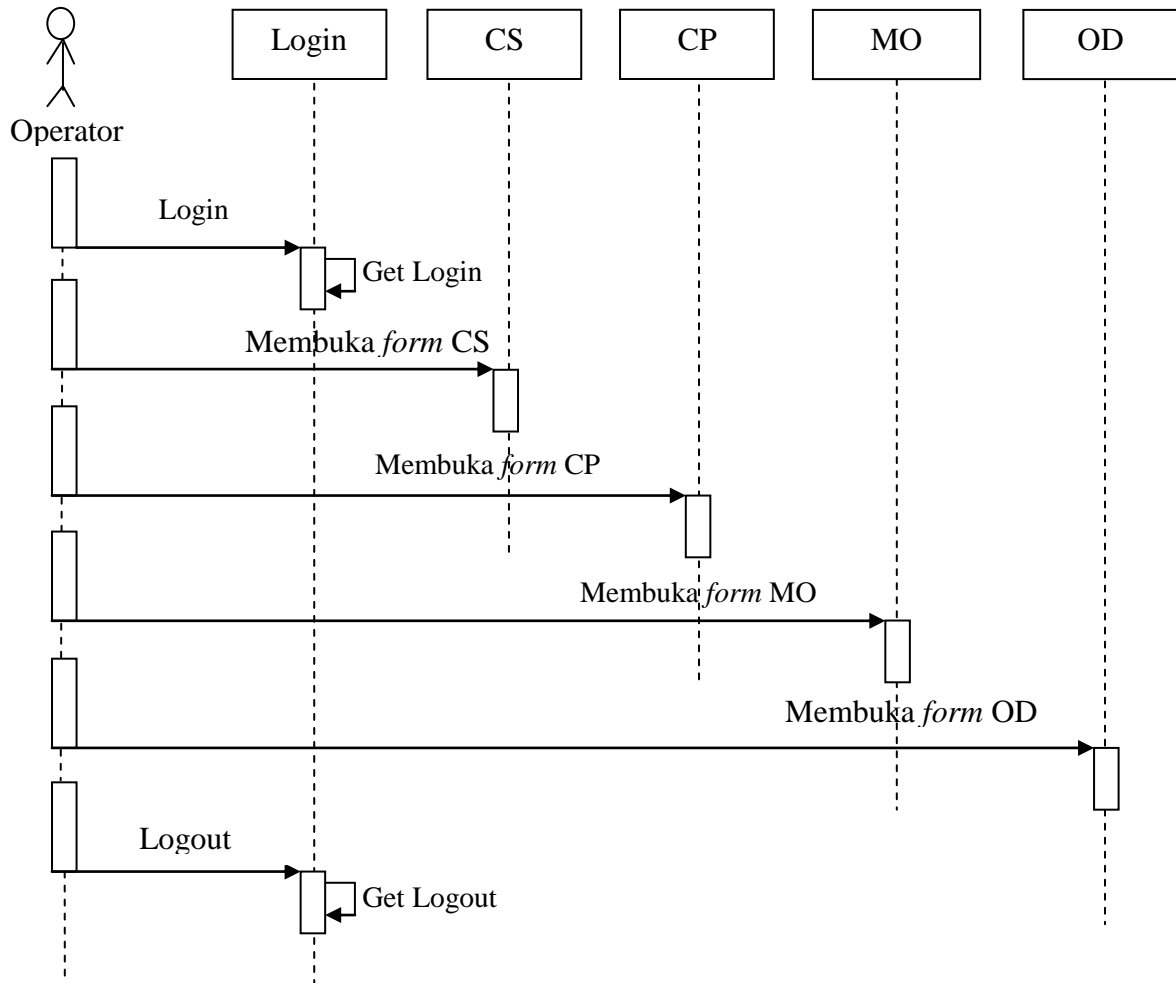 Login
CS
CP
MO
OD
Operator
Login
Get Login
Membuka form CS
Membuka form CP
Membuka form MO
Membuka form OD
Logout
Get Logout